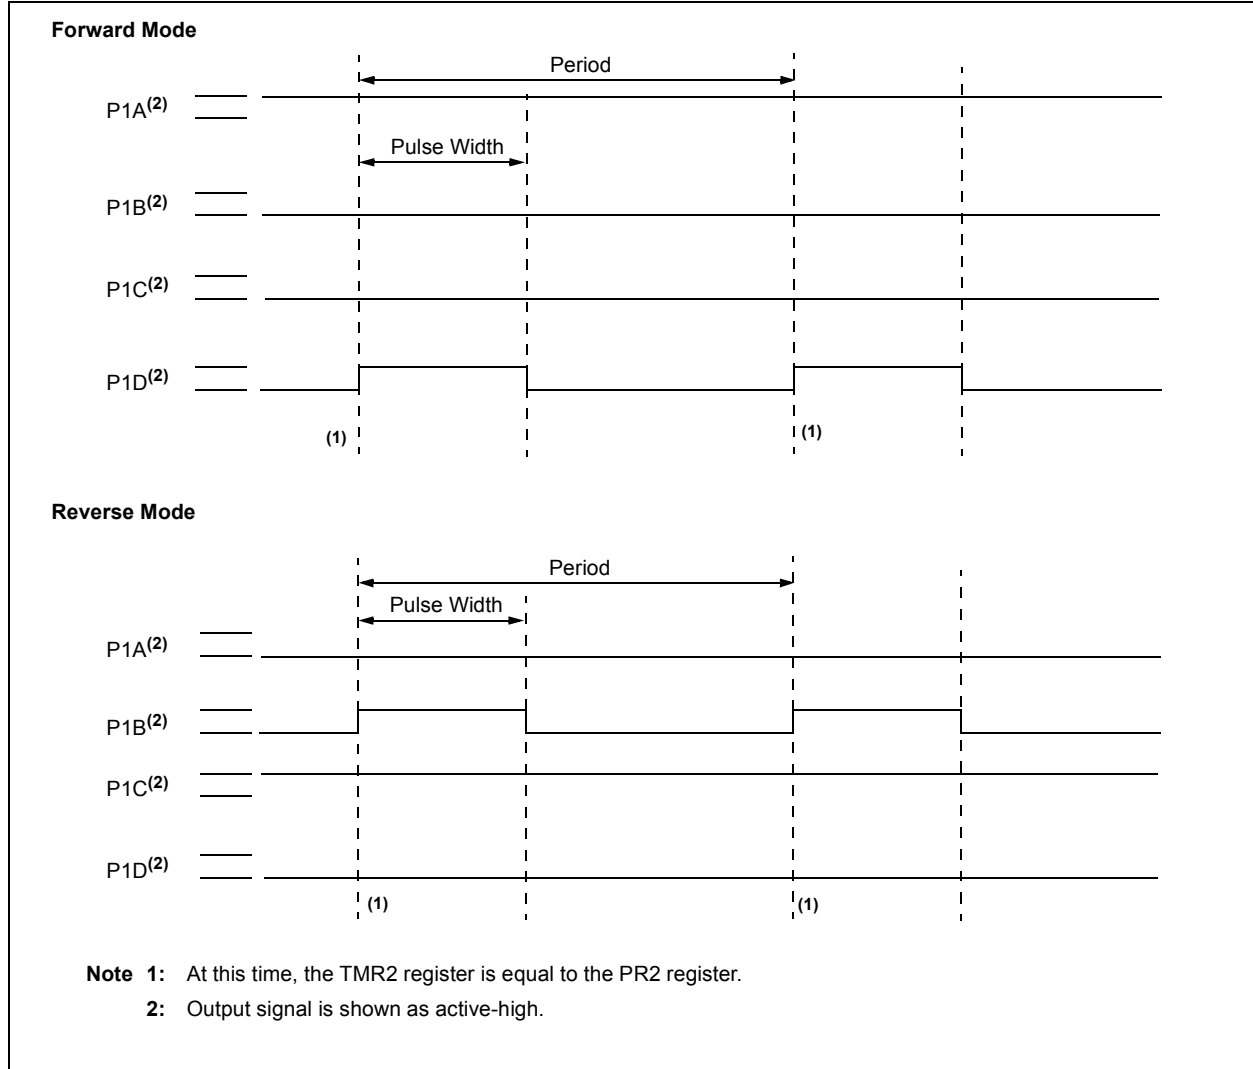 Forward Mode
Period
P1A(2)
Pulse Width
P1B(2)
P1C(2)
P1D(2)
(1) (1)
Reverse Mode
Period
Pulse Width
P1A(2)
P1B(2)
P1C(2)
P1D(2)
(1) (1)
Note 1: At this time, the TMR2 register is equal to the PR2 register.
2: Output signal is shown as active-high.